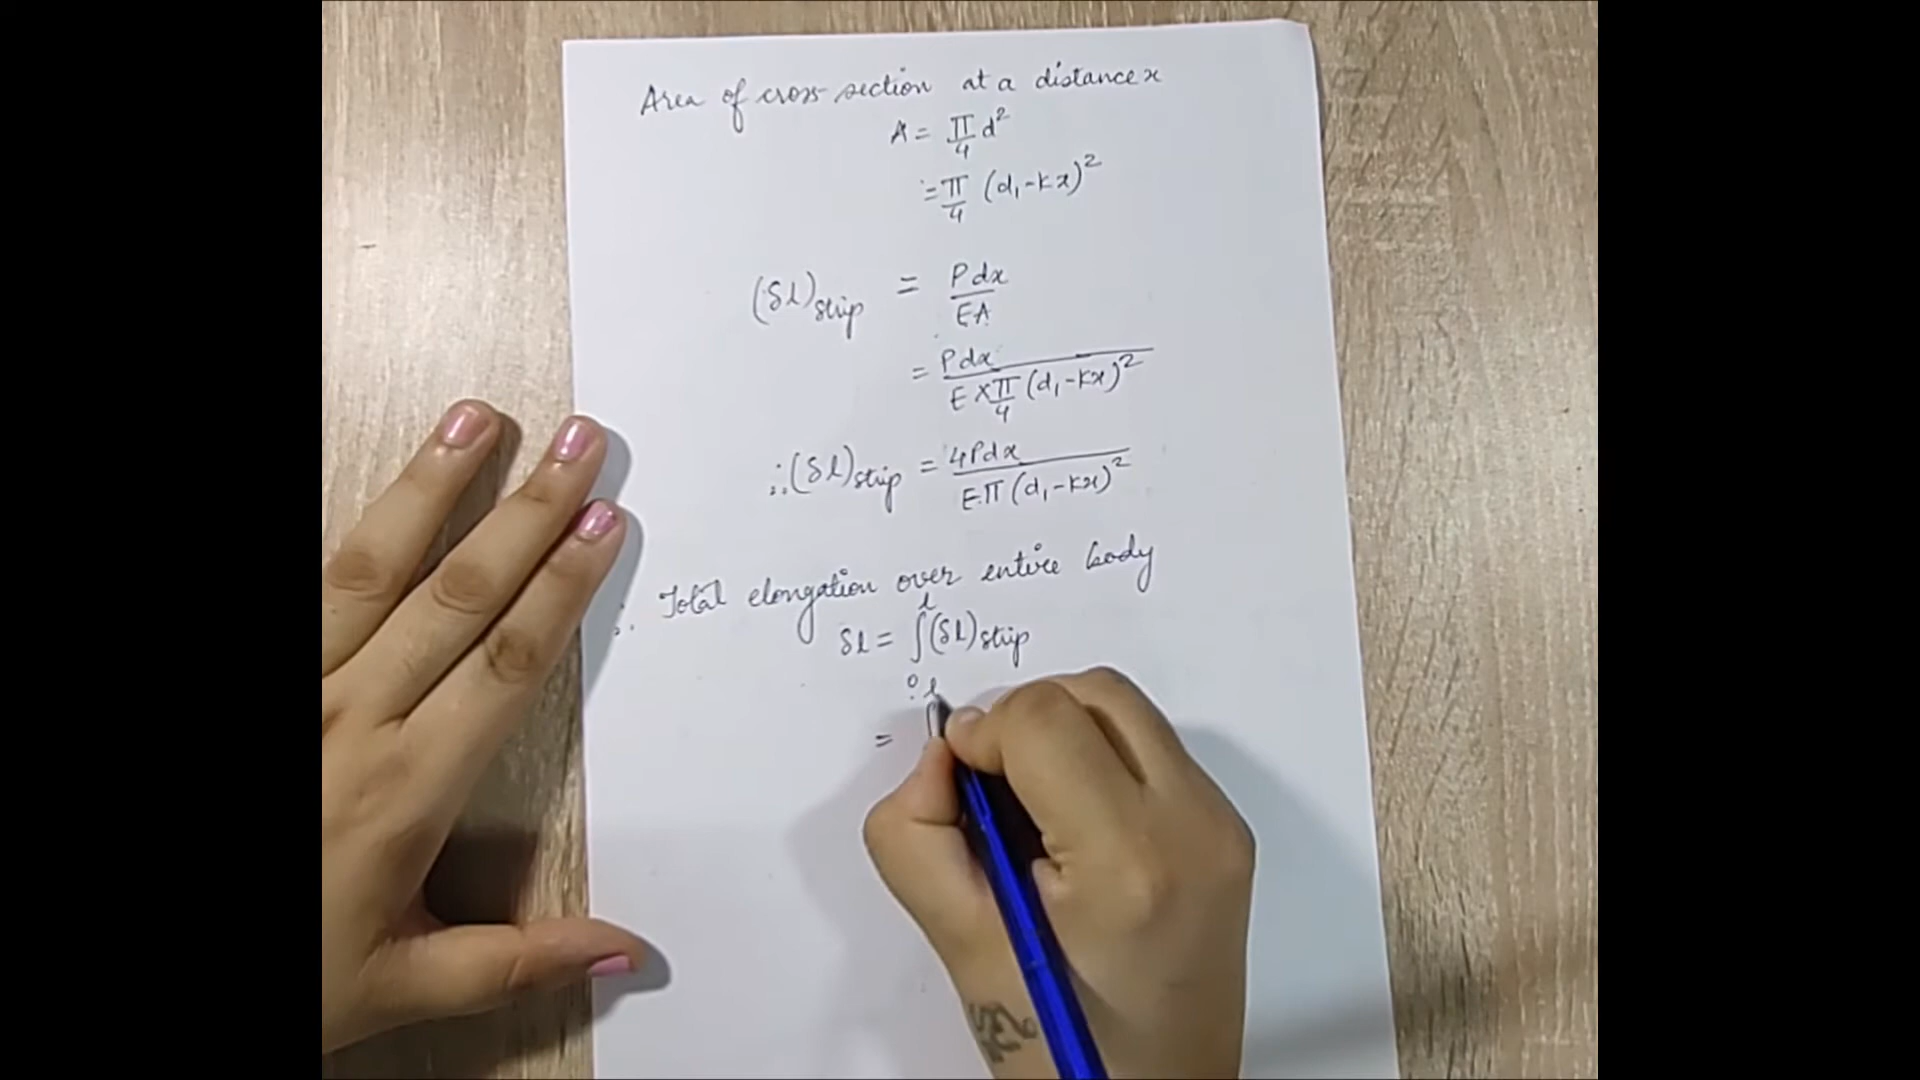 Area of cross-section at a distance x
A = π/4 d²
= π/4 (d₁-kx)²
(δl)strip = Pdx/EA
= Pdx/E×π/4 (d₁-kx)²
∴(δl)strip = 4Pdx/Eπ(d₁-kx)²
∴ Total elongation over entire body
δl = ∫₀ˡ(δl)strip
= ∫ˡ